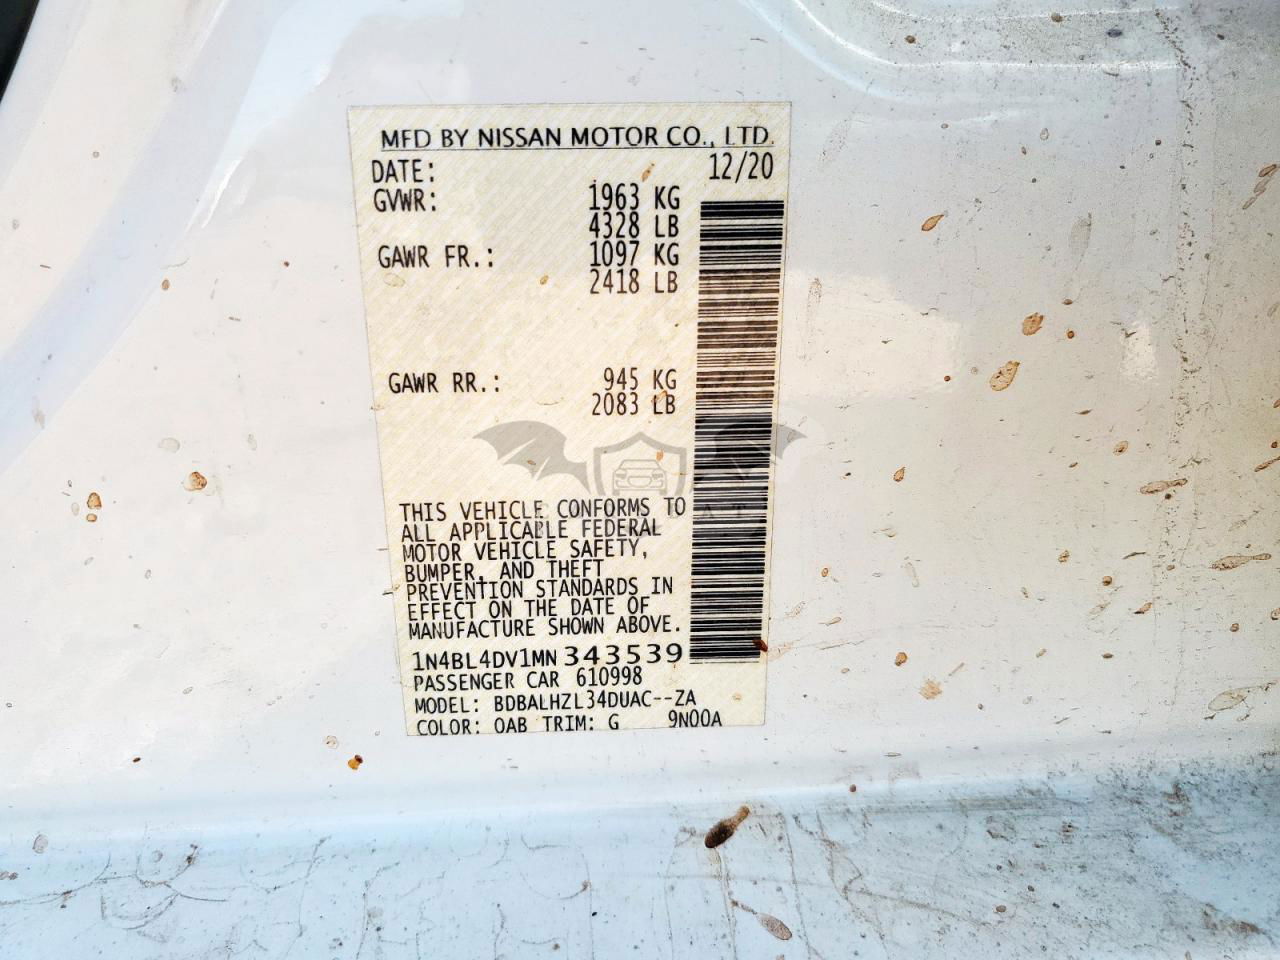 MFD BY NISSAN MOTOR CO., LTD.
DATE: 12/20
GVWR: 1963 KG
4328 LB
GAWR FR.: 1097 KG
2418 LB
GAWR RR.: 945 KG
2083 LB
THIS VEHICLE CONFORMS TO
ALL APPLICABLE FEDERAL
MOTOR VEHICLE SAFETY,
BUMPER, AND THEFT
PREVENTION STANDARDS IN
EFFECT ON THE DATE OF
MANUFACTURE SHOWN ABOVE.
1N4BL4DV1MN343539
PASSENGER CAR 610998
MODEL: BDBALHZL34DUAC--ZA
COLOR: QAB TRIM: G 9N00A